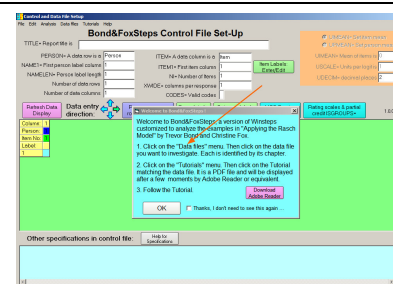 Control and Data File Setup
File Edit Analysis Data files Tutorials Help
Bond&FoxSteps Control File Set-Up
TITLE= Report title is
PERSON= A data row is a Person
ITEM= A data column is a Item
NAME1= First person label column 1
ITEM1= First item column 1
NAMELEN= Person label length 1
NI= Number of items 1
Number of data rows 1
XWIDE= columns per response 1
Number of data columns 1
CODES= Valid codes
Item Labels
Entry/Edit
UMEAN= Mean of items is
USCALE= Units per logit is
UDECIM= decimal places 2
Refresh Data
Display
Data entry
direction:
Rating scales & partial
credit ISGROUPS=
Column: 1
Person:
Item No: 1
Label:
1
Welcome to Bond&FoxSteps
Welcome to Bond&FoxSteps, a version of Winsteps
customized to analyze the examples in "Applying the Rasch
Model" by Trevor Bond and Christine Fox.
1. Click on the "Data files" menu. Then click on the data file
you want to investigate. Each is identified by its chapter.
2. Click on the "Tutorials" menu. Then click on the Tutorial
matching the data file. It is a PDF file and will be displayed
after a few moments by Adobe Reader or equivalent.
3. Follow the Tutorial.
Download
Adobe Reader
OK
Thanks, I don't need to see this again ...
Other specifications in control file:
Help for
Specifications